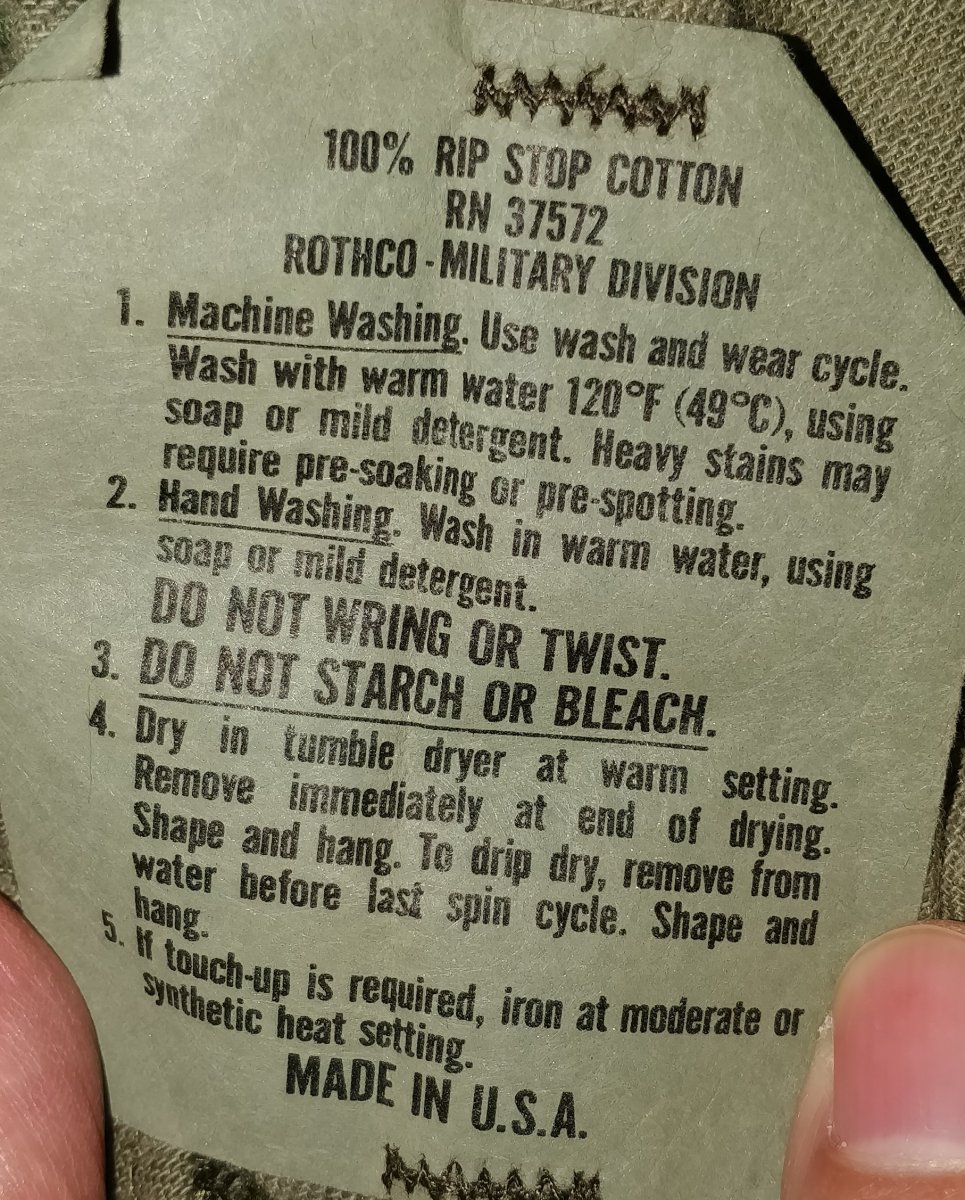 100% RIP STOP COTTON
RN 37572
ROTHCO - MILITARY DIVISION
1. Machine Washing. Use wash and wear cycle.
Wash with warm water 120°F (49°C), using
soap or mild detergent. Heavy stains may
require pre-soaking or pre-spotting.
2. Hand Washing. Wash in warm water, using
soap or mild detergent.
DO NOT WRING OR TWIST.
3. DO NOT STARCH OR BLEACH.
4. Dry in tumble dryer at warm setting.
Remove immediately at end of drying.
Shape and hang. To drip dry, remove from
water before last spin cycle. Shape and
hang.
5. If touch-up is required, iron at moderate or
synthetic heat setting.
MADE IN U.S.A.